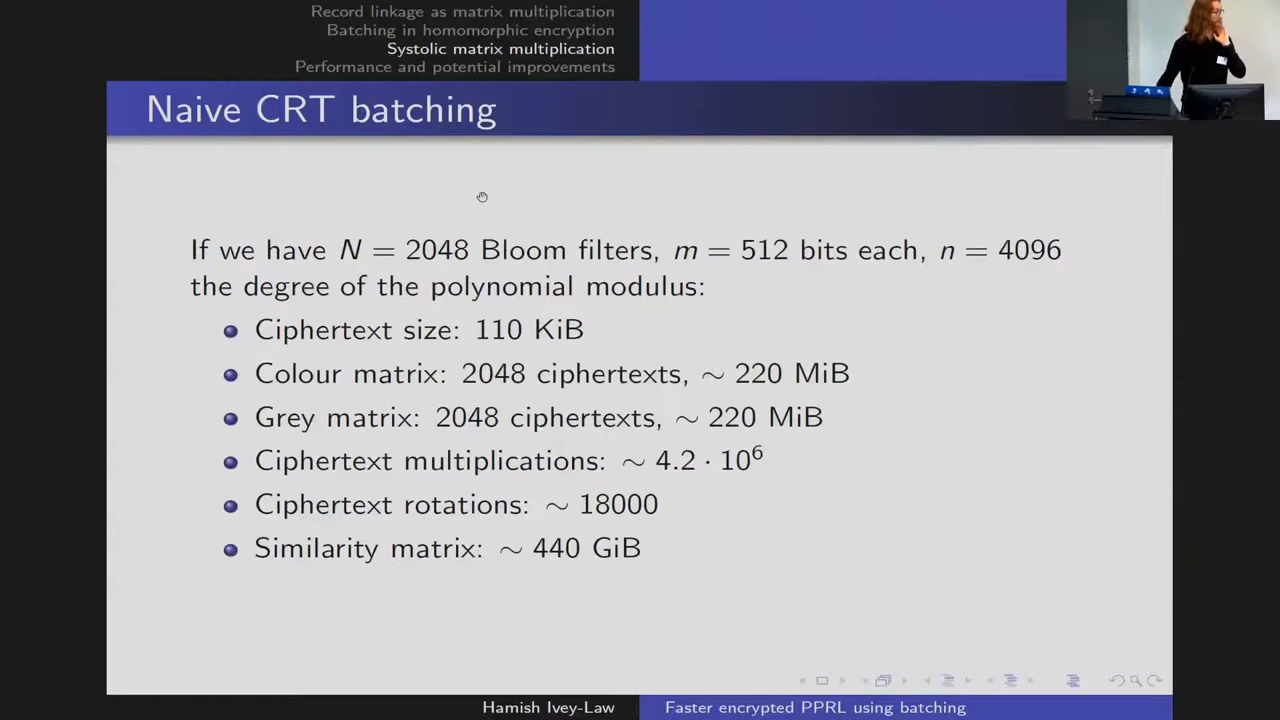 Record linkage as matrix multiplication
Batching in homomorphic encryption
Systolic matrix multiplication
Performance and potential improvements
Naive CRT batching
If we have N = 2048 Bloom filters, m = 512 bits each, n = 4096
the degree of the polynomial modulus:
Ciphertext size: 110 KiB
Colour matrix: 2048 ciphertexts, ∼ 220 MiB
Grey matrix: 2048 ciphertexts, ∼ 220 MiB
Ciphertext multiplications: ∼ 4.2 · 10⁶
Ciphertext rotations: ∼ 18000
Similarity matrix: ∼ 440 GiB
Hamish Ivey-Law
Faster encrypted PPRL using batching